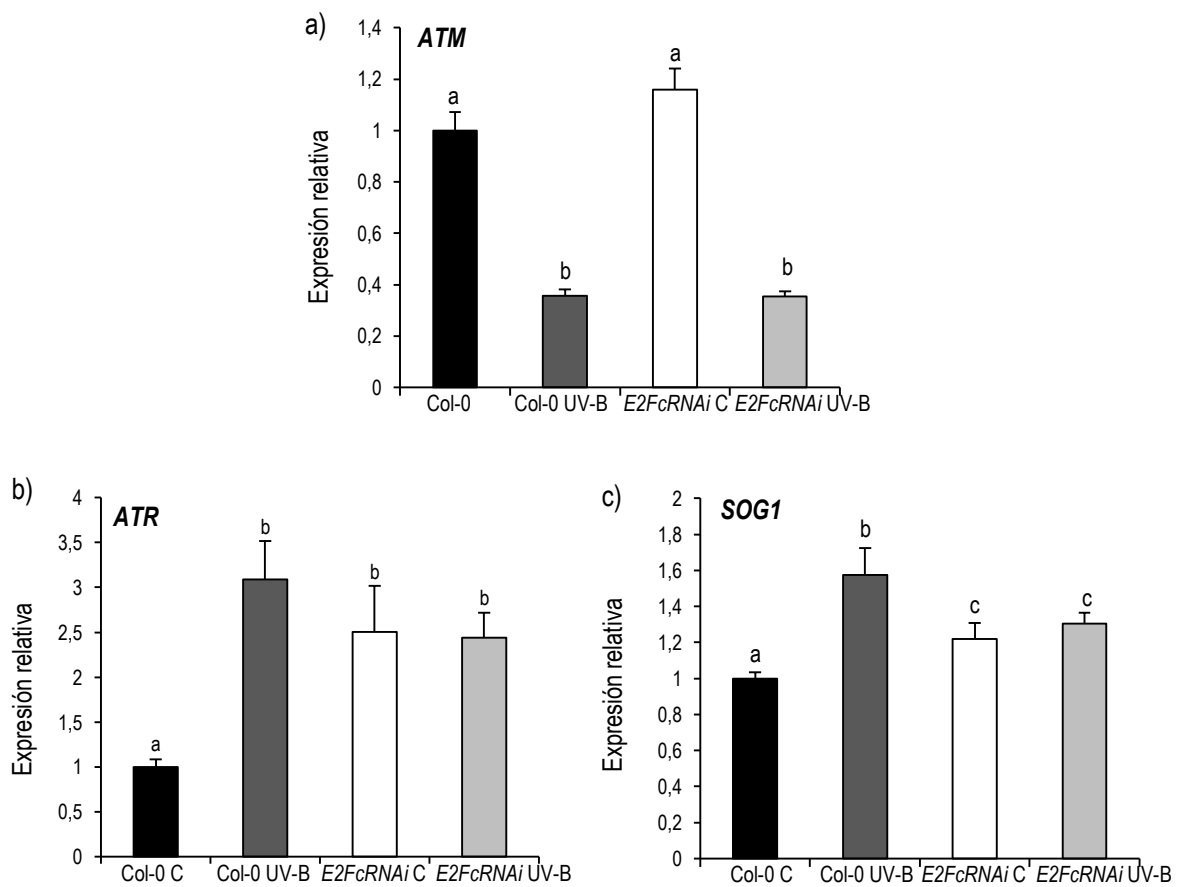 a)
ATM
Expresión relativa
1,4
1,2
1
0,8
0,6
0,4
0,2
0
a
b
a
b
Col-0
Col-0 UV-B
E2FcRNAi C
E2FcRNAi UV-B
b)
ATR
Expresión relativa
4
3,5
3
2,5
2
1,5
1
0,5
0
a
b
b
b
Col-0 C
Col-0 UV-B
E2FcRNAi C
E2FcRNAi UV-B
c)
SOG1
Expresión relativa
2
1,8
1,6
1,4
1,2
1
0,8
0,6
0,4
0,2
0
a
b
c
c
Col-0 C
Col-0 UV-B
E2FcRNAi C
E2FcRNAi UV-B